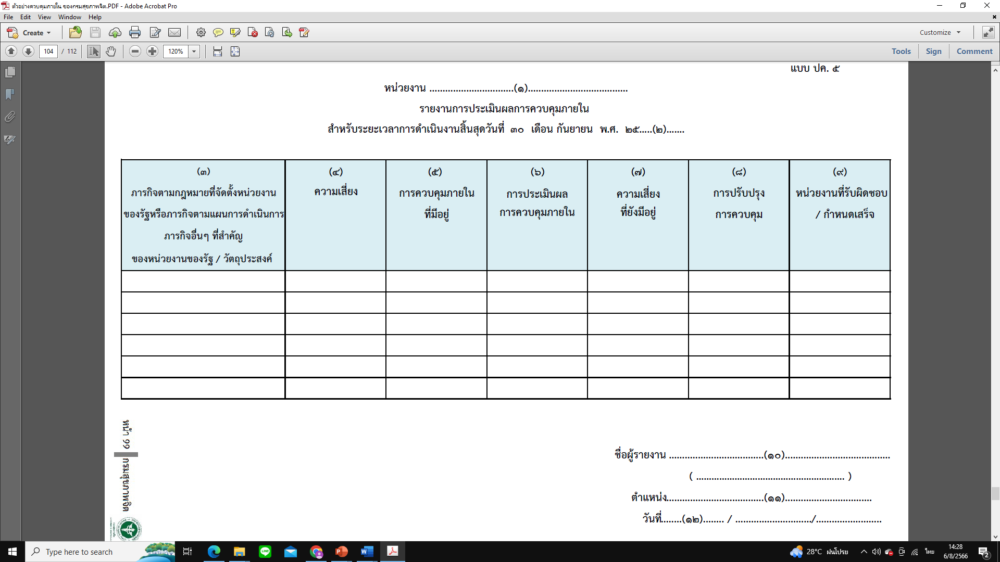 ตัวอย่างควบคุมภายใน ของกรมสุขภาพจิต.PDF - Adobe Acrobat Pro
File Edit View Window Help
Create Customize
104 / 112 120% Tools Sign Comment
แบบ ปค. ๕
หน่วยงาน ................................(๑)......................................
รายงานการประเมินผลการควบคุมภายใน
สำหรับระยะเวลาการดำเนินงานสิ้นสุดวันที่ ๓๐ เดือน กันยายน พ.ศ. ๒๕.....(๒).......
(๓)
ภารกิจตามกฎหมายที่จัดตั้งหน่วยงาน
ของรัฐหรือภารกิจตามแผนการดำเนินการ
ภารกิจอื่นๆ ที่สำคัญ
ของหน่วยงานของรัฐ / วัตถุประสงค์
(๔)
ความเสี่ยง
(๕)
การควบคุมภายใน
ที่มีอยู่
(๖)
การประเมินผล
การควบคุมภายใน
(๗)
ความเสี่ยง
ที่ยังมีอยู่
(๘)
การปรับปรุง
การควบคุม
(๙)
หน่วยงานที่รับผิดชอบ
/ กำหนดเสร็จ
หน้า 99 กรมสุขภาพจิต
ชื่อผู้รายงาน ....................................(๑๐)........................................
( ........................................................ )
ตำแหน่ง.....................................(๑๑).................................
วันที่........(๑๒)........ / ............................./.........................
Type here to search
28°C ฝนโปรย ไทย 14:28
6/8/2566 2